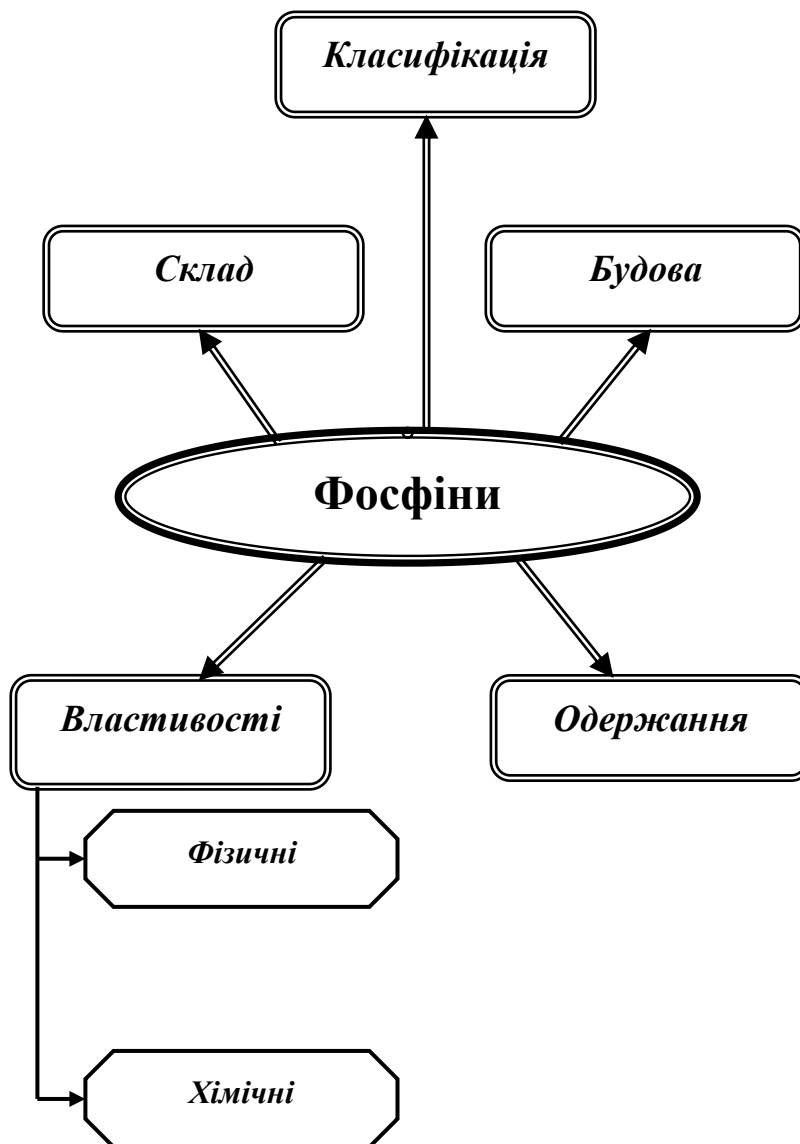 Класифікація
Склад
Будова
Фосфіни
Властивості
Одержання
Фізичні
Хімічні